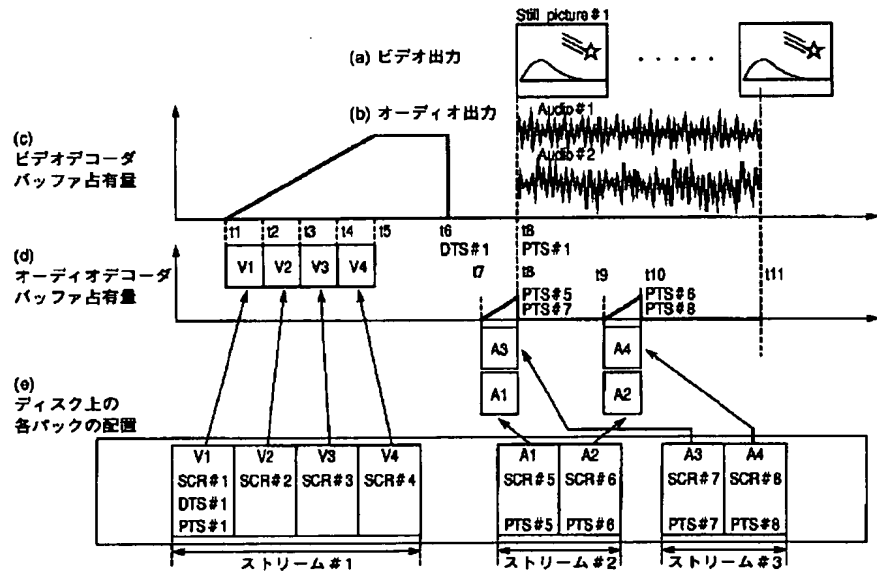 Still picture#1
(a) ビデオ出力
(b) オーディオ出力
Audio#1
Audio#2
(c)
ビデオデコーダ
バッファ占有量
t1 t2 t3 t4 t5 t6 t8
DTS#1 PTS#1
(d)
オーディオデコーダ
バッファ占有量
V1 V2 V3 V4
t7 t8 t9 t10 t11
PTS#5 PTS#6
PTS#7 PTS#8
A3 A4
A1 A2
(e)
ディスク上の
各パックの配置
V1 V2 V3 V4 A1 A2 A3 A4
SCR#1 SCR#2 SCR#3 SCR#4 SCR#5 SCR#6 SCR#7 SCR#8
DTS#1
PTS#1 PTS#5 PTS#6 PTS#7 PTS#8
ストリーム#1 ストリーム#2 ストリーム#3